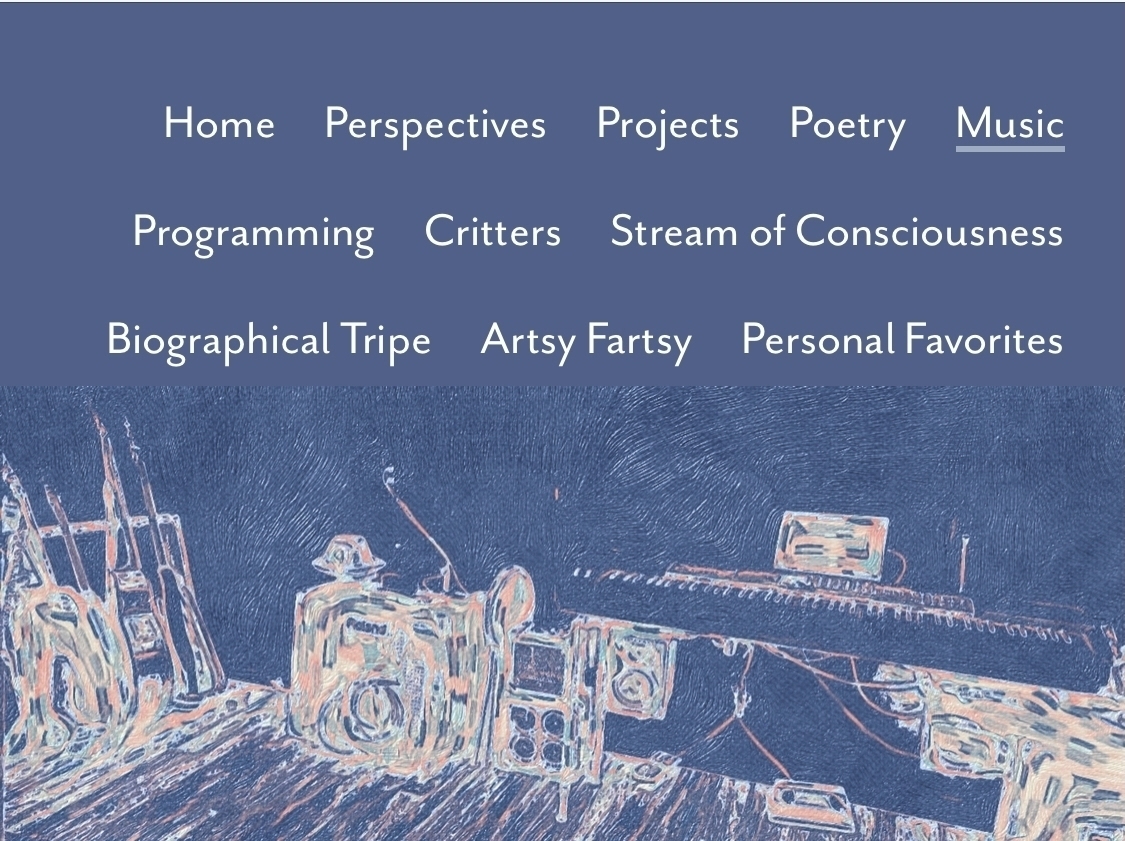 Home Perspectives Projects Poetry Music
Programming Critters Stream of Consciousness
Biographical Tripe Artsy Fartsy Personal Favorites